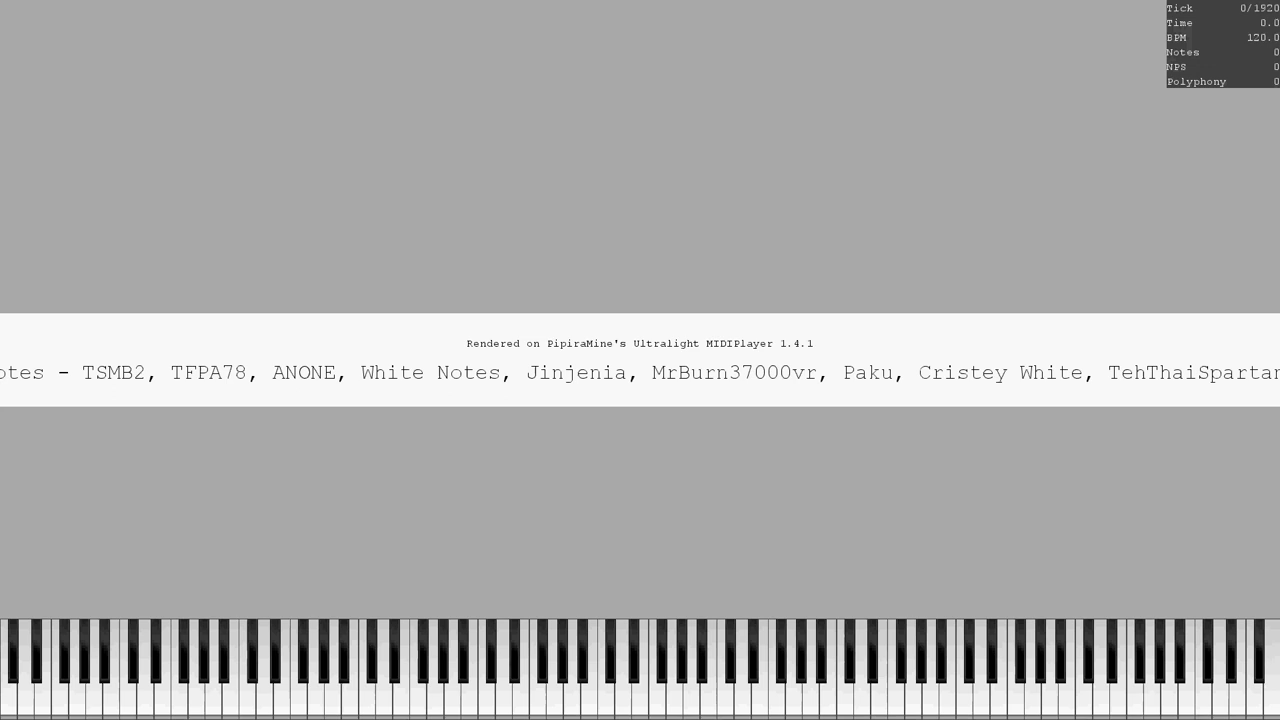 Tick 0/1920
Time 0.0
BPM 120.0
Notes 0
NPS 0
Polyphony 0
Rendered on PipiraMine's Ultralight MIDIPlayer 1.4.1
otes - TSMB2, TFPA78, ANONE, White Notes, Jinjenia, MrBurn37000vr, Paku, Cristey White, TehThaiSpartan